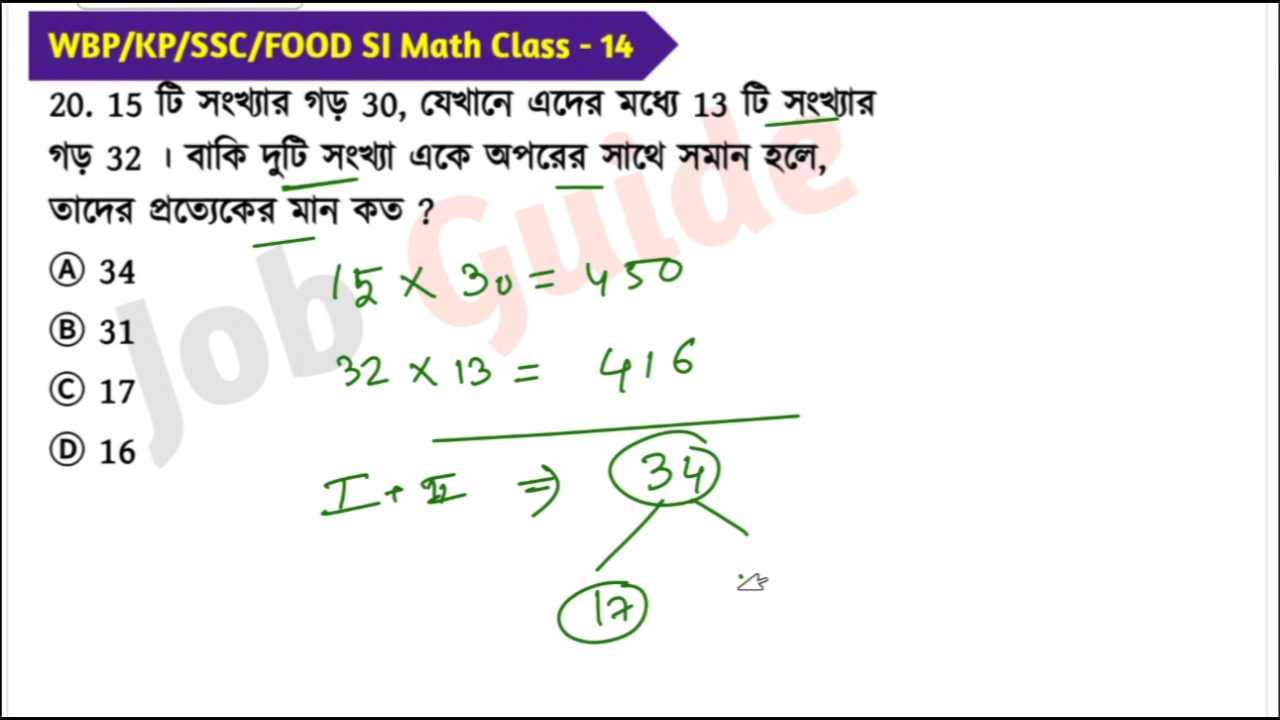 WBP/KP/SSC/FOOD SI Math Class - 14
20. 15 টি সংখ্যার গড় 30, যেখানে এদের মধ্যে 13 টি সংখ্যার
গড় 32 । বাকি দুটি সংখ্যা একে অপরের সাথে সমান হলে,
তাদের প্রত্যেকের মান কত ?
Ⓐ 34
Ⓑ 31
Ⓒ 17
Ⓓ 16
15 × 30 = 450
32 × 13 = 416
I + II ⇒ 34
17
Job Guide